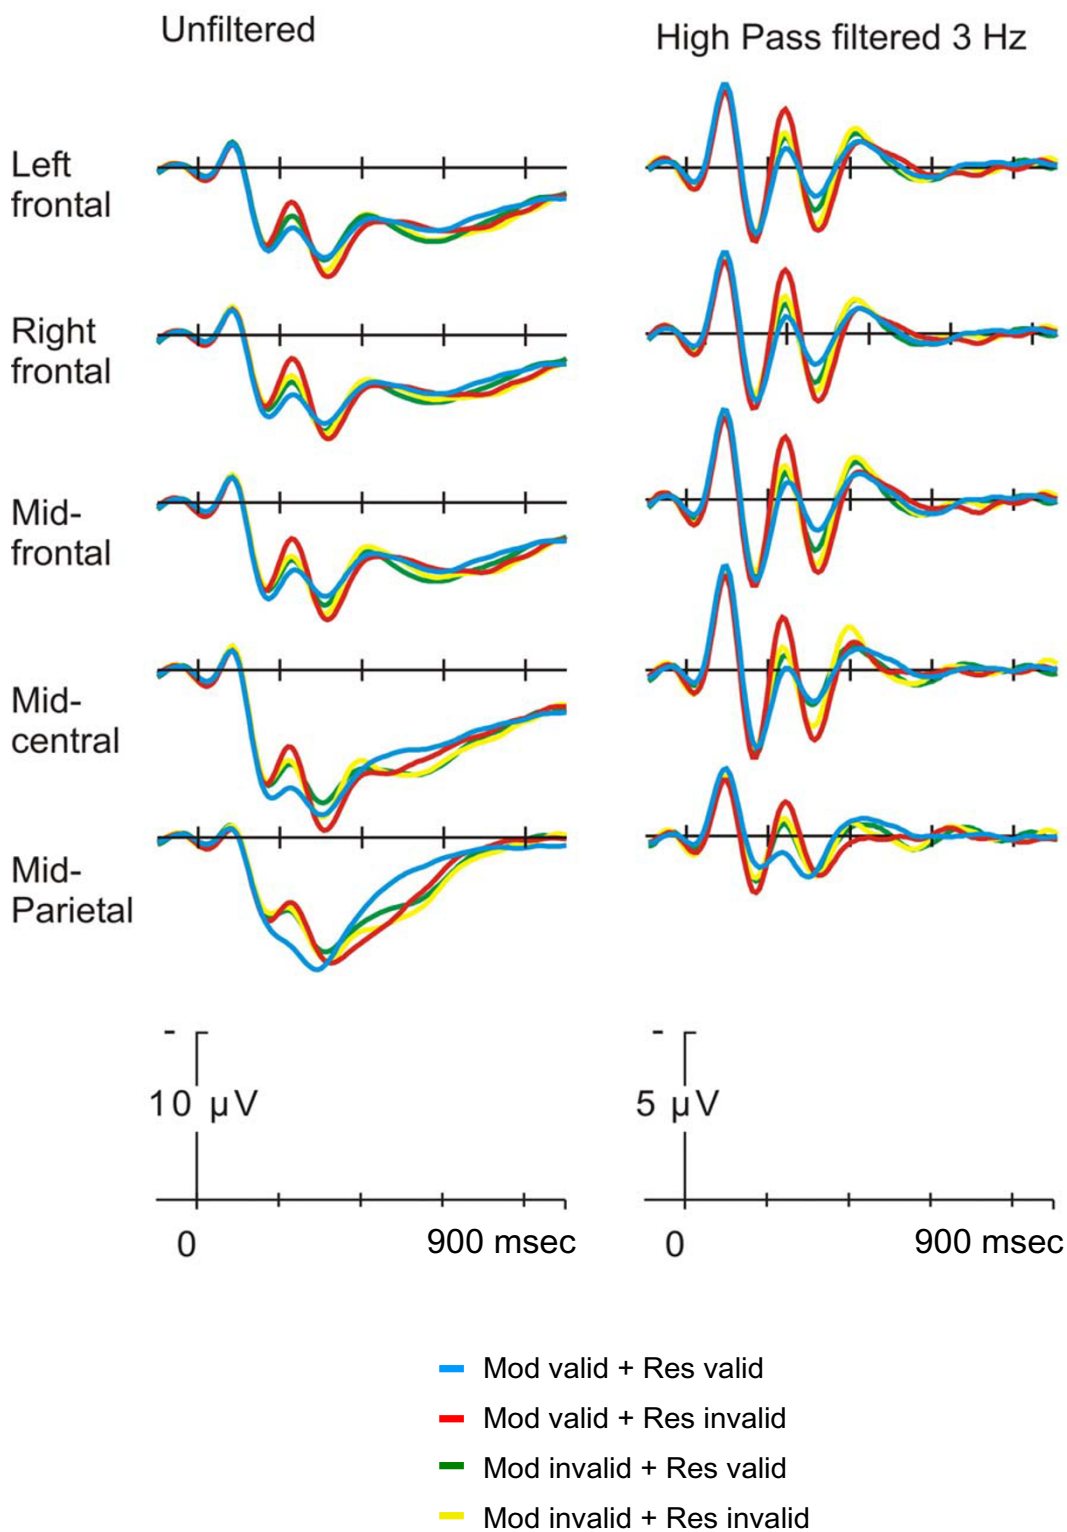 Unfiltered
High Pass filtered 3 Hz
Left
frontal
Right
frontal
Mid-
frontal
Mid-
central
Mid-
Parietal
-
10 µV
0
900 msec
-
5 µV
0
900 msec
Mod valid + Res valid
Mod valid + Res invalid
Mod invalid + Res valid
Mod invalid + Res invalid